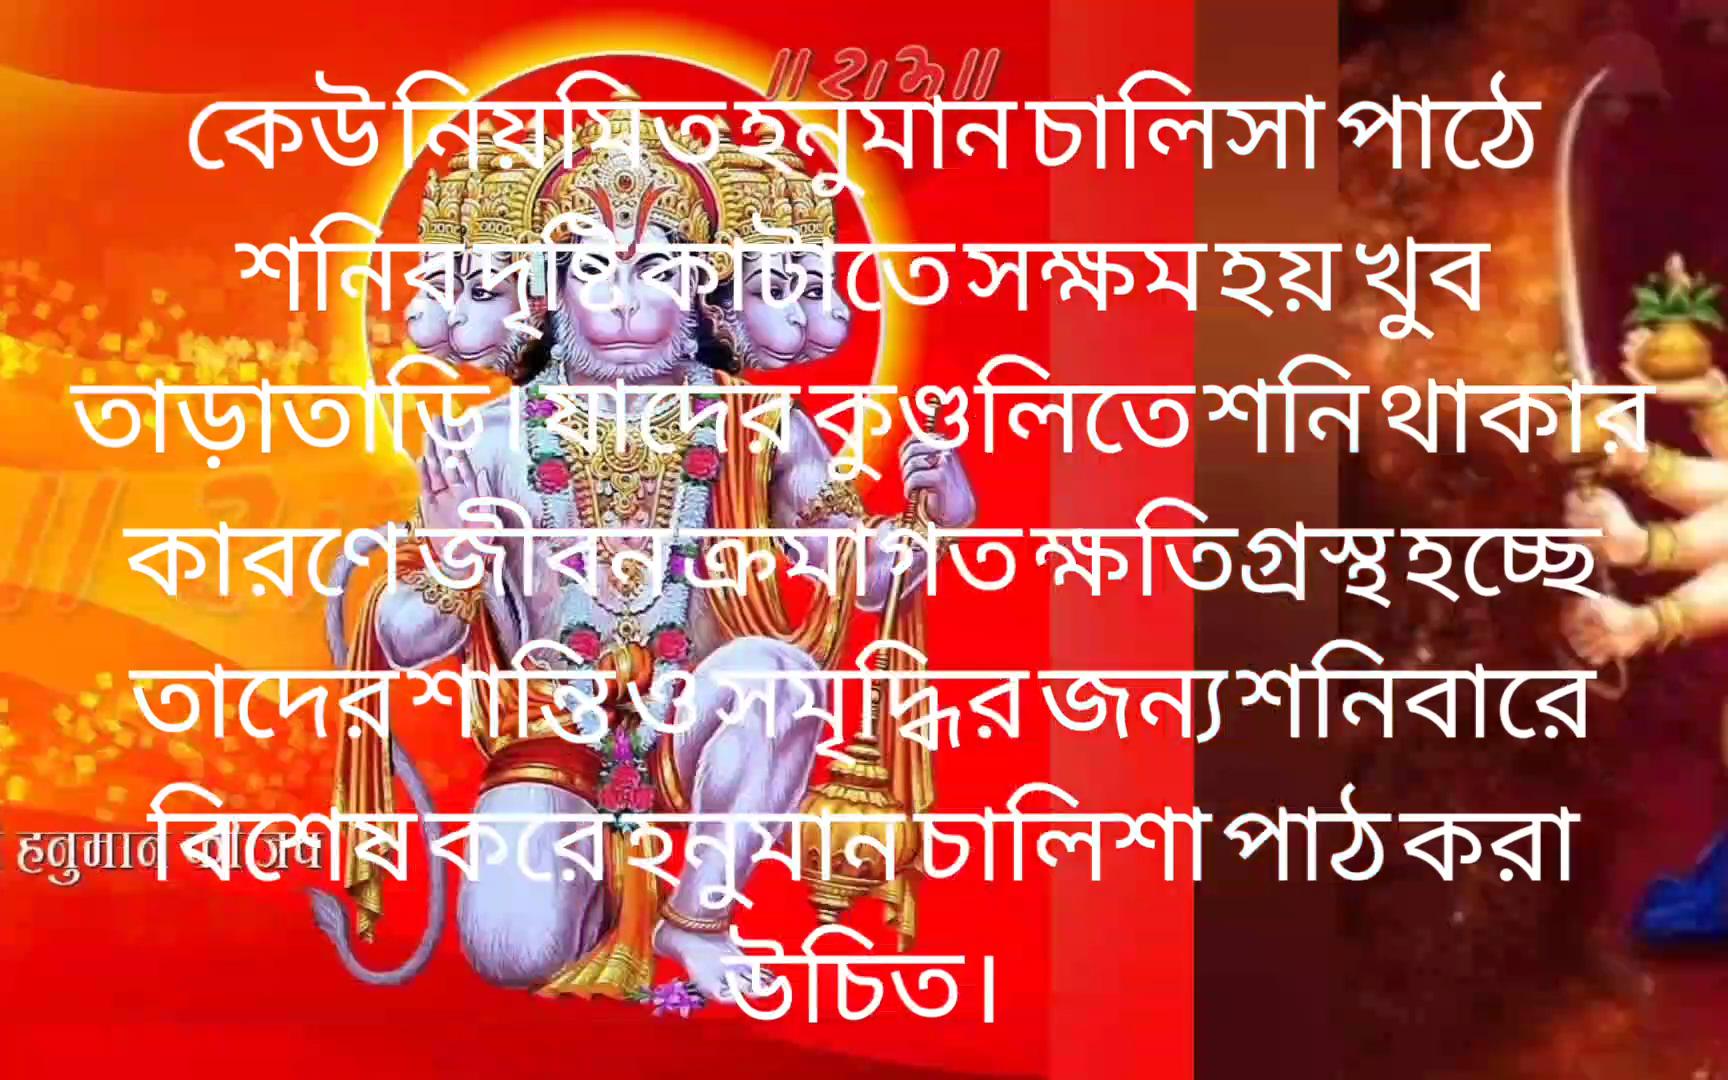 কেউ নিয়মিত হনুমান চালিসা পাঠে
শনির দৃষ্টি কাটাতে সক্ষম হয় খুব
তাড়াতাড়ি। যাদের কুণ্ডলিতে শনি থাকার
কারণে জীবন ক্রমাগত ক্ষতিগ্রস্থ হচ্ছে
তাদের শান্তি ও সমৃদ্ধির জন্য শনিবারে
বিশেষ করে হনুমান চালিশা পাঠ করা
উচিত।
हनुमान